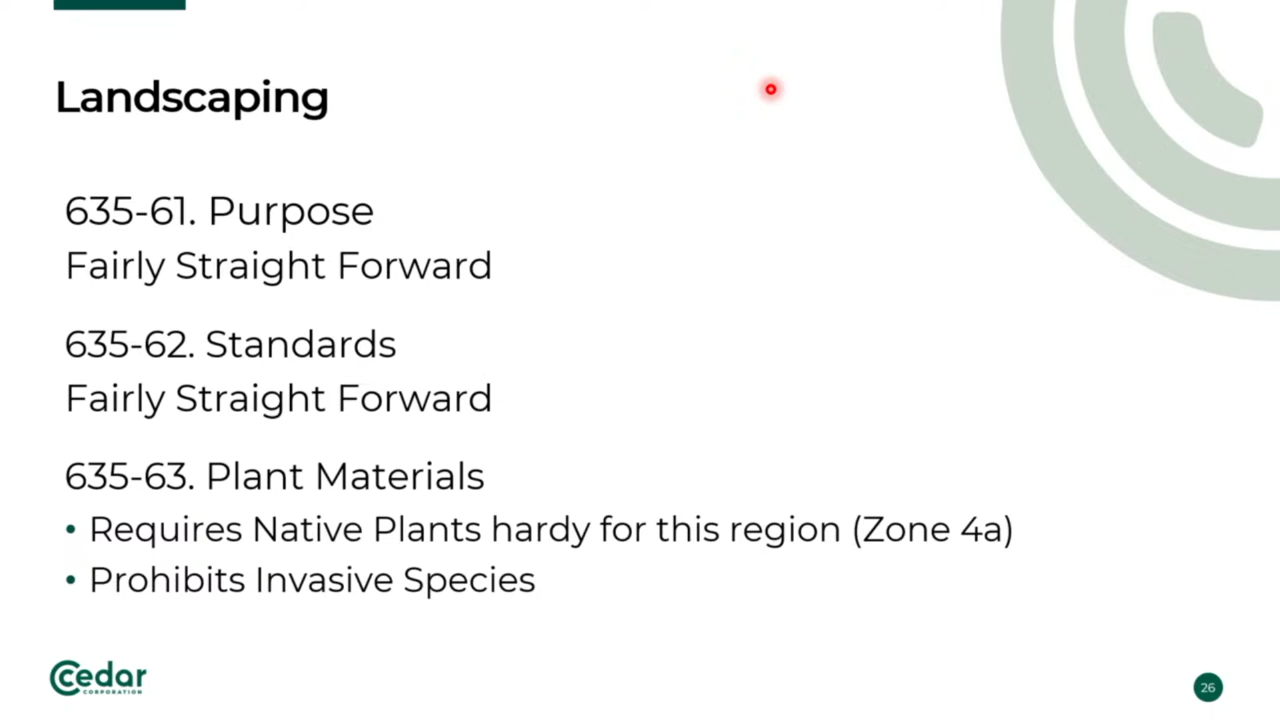 Landscaping
635-61. Purpose
Fairly Straight Forward
635-62. Standards
Fairly Straight Forward
635-63. Plant Materials
• Requires Native Plants hardy for this region (Zone 4a)
• Prohibits Invasive Species
Cedar
CORPORATION
26